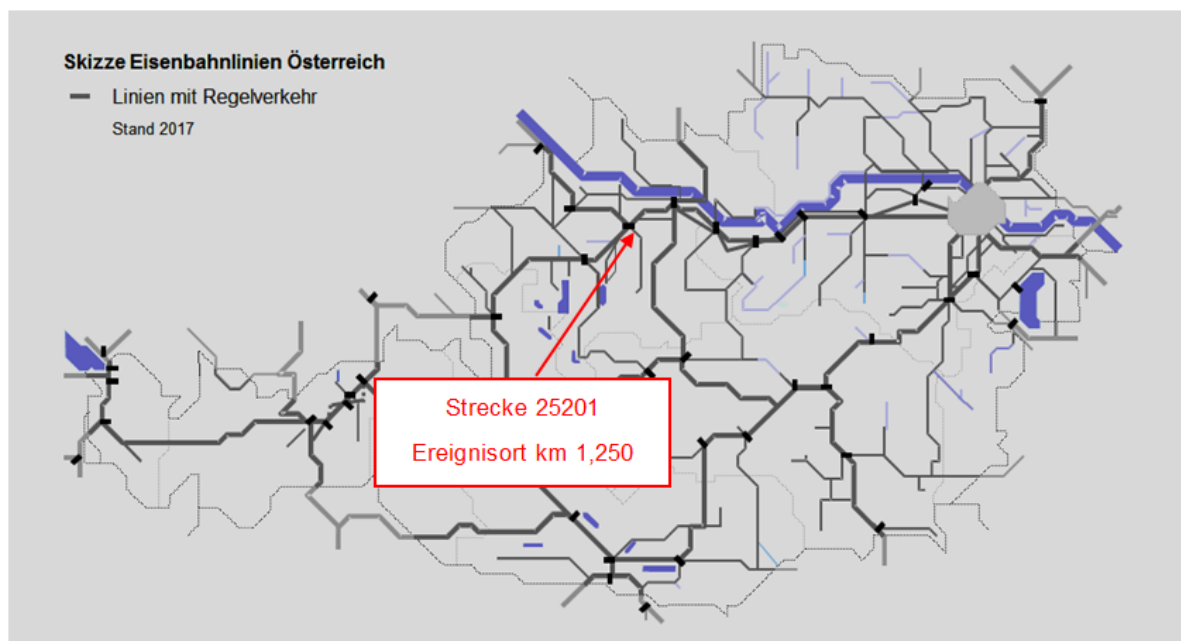 Skizze Eisenbahnlinien Österreich
Linien mit Regelverkehr
Stand 2017
Strecke 25201
Ereignisort km 1,250